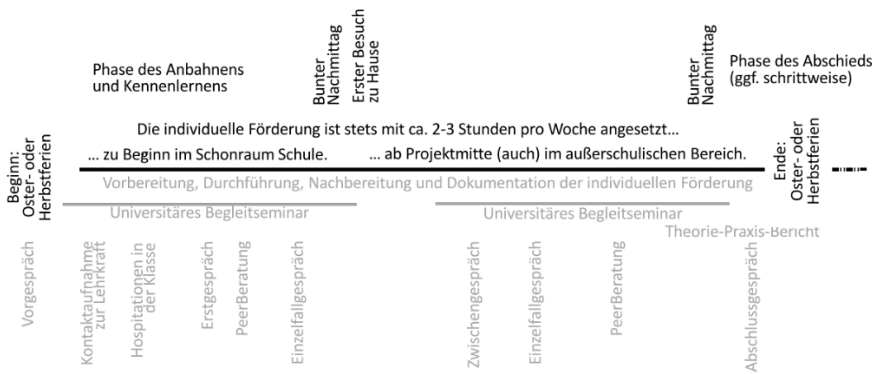 Phase des Anbahnens
und Kennenlernens
Bunter
Nachmittag
Erster Besuch
zu Hause
Bunter
Nachmittag
Phase des Abschieds
(ggf. schrittweise)
Beginn:
Oster- oder
Herbstferien
Die individuelle Förderung ist stets mit ca. 2-3 Stunden pro Woche angesetzt...
... zu Beginn im Schonraum Schule.
... ab Projektmitte (auch) im außerschulischen Bereich.
Ende:
Oster- oder
Herbstferien
Vorbereitung, Durchführung, Nachbereitung und Dokumentation der individuellen Förderung
Universitäres Begleitseminar
Universitäres Begleitseminar
Theorie-Praxis-Bericht
Vorgespräch
Kontaktaufnahme
zur Lehrkraft
Hospitationen in
der Klasse
Erstgespräch
PeerBeratung
Einzelfallgespräch
Zwischengespräch
Einzelfallgespräch
PeerBeratung
Abschlussgespräch